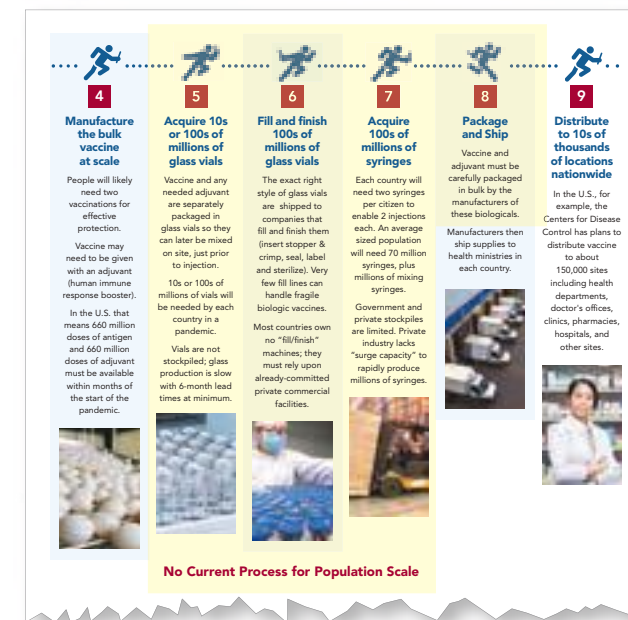 4
Manufacture
the bulk
vaccine
at scale
People will likely
need two
vaccinations for
effective
protection.
Vaccine may
need to be given
with an adjuvant
(human immune
response booster).
In the U.S. that
means 660 million
doses of antigen
and 660 million
doses of adjuvant
must be available
within months of
the start of the
pandemic.
5
Acquire 10s
or 100s of
millions of
glass vials
Vaccine and any
needed adjuvant
are separately
packaged in
glass vials so they
can later be mixed
on site, just prior
to injection.
10s or 100s of
millions of vials will
be needed by each
country in a
pandemic.
Vials are not
stockpiled; glass
production is slow
with 6-month lead
times at minimum.
6
Fill and finish
100s of
millions of
glass vials
The exact right
style of glass vials
are shipped to
companies that
fill and finish them
(insert stopper &
crimp, seal, label
and sterilize). Very
few fill lines can
handle fragile
biologic vaccines.
Most countries own
no "fill/finish"
machines; they
must rely upon
already-committed
private commercial
facilities.
7
Acquire
100s of
millions of
syringes
Each country will
need two syringes
per citizen to
enable 2 injections
each. An average
sized population
will need 70 million
syringes, plus
millions of mixing
syringes.
Government and
private stockpiles
are limited. Private
industry lacks
"surge capacity" to
rapidly produce
millions of syringes.
8
Package
and Ship
Vaccine and
adjuvant must be
carefully packaged
in bulk by the
manufacturers of
these biologicals.
Manufacturers then
ship supplies to
health ministries in
each country.
9
Distribute
to 10s of
thousands
of locations
nationwide
In the U.S., for
example, the
Centers for Disease
Control has plans to
distribute vaccine
to about
150,000 sites
including health
departments,
doctor's offices,
clinics, pharmacies,
hospitals, and
other sites.
No Current Process for Population Scale